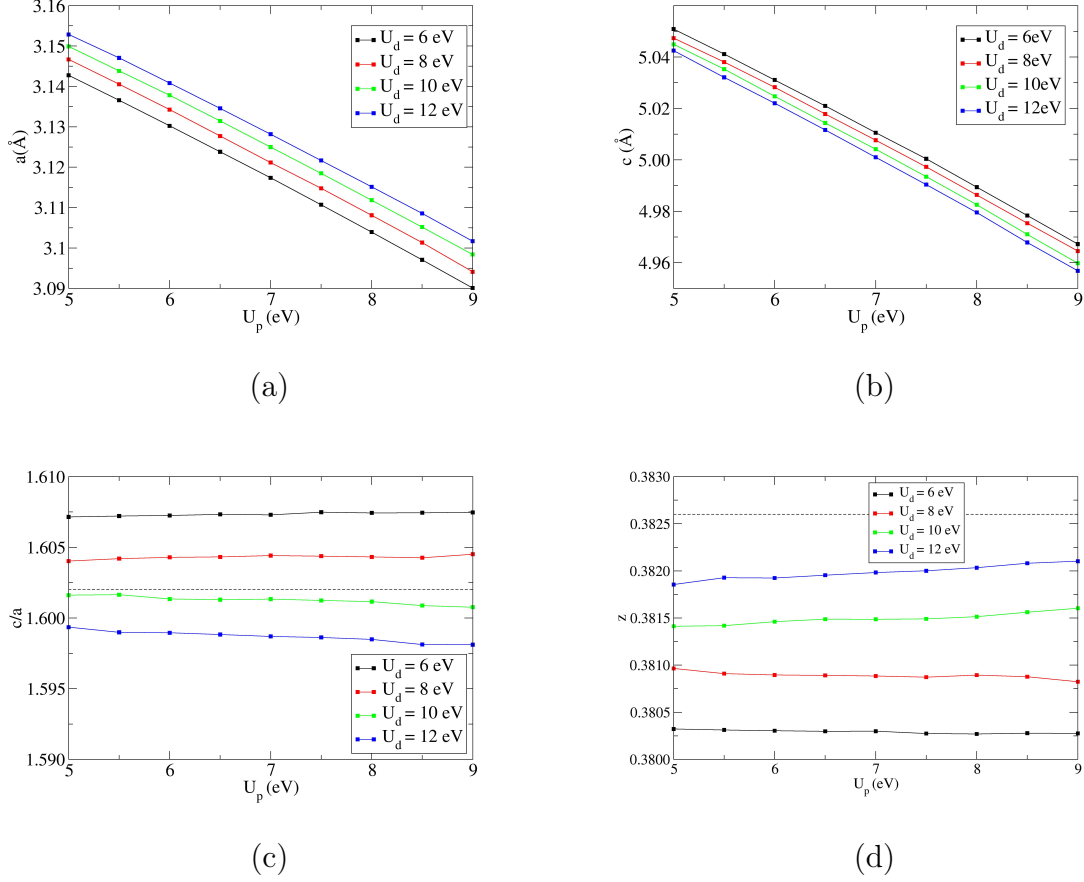 3.16
3.15
3.14
3.13
3.12
3.11
3.1
3.09
a(Å)
5
6
7
8
9
U_p (eV)
U_d = 6 eV
U_d = 8 eV
U_d = 10 eV
U_d = 12 eV
(a)
5.04
5.02
5.00
4.98
4.96
c (Å)
5
6
7
8
9
U_p (eV)
U_d = 6eV
U_d = 8eV
U_d = 10eV
U_d = 12eV
(b)
1.610
1.605
1.600
1.595
1.590
c/a
5
6
7
8
9
U_p (eV)
U_d = 6 eV
U_d = 8 eV
U_d = 10 eV
U_d = 12 eV
(c)
0.3830
0.3825
0.3820
0.3815
0.3810
0.3805
0.3800
z
5
6
7
8
9
U_p (eV)
U_d = 6 eV
U_d = 8 eV
U_d = 10 eV
U_d = 12 eV
(d)